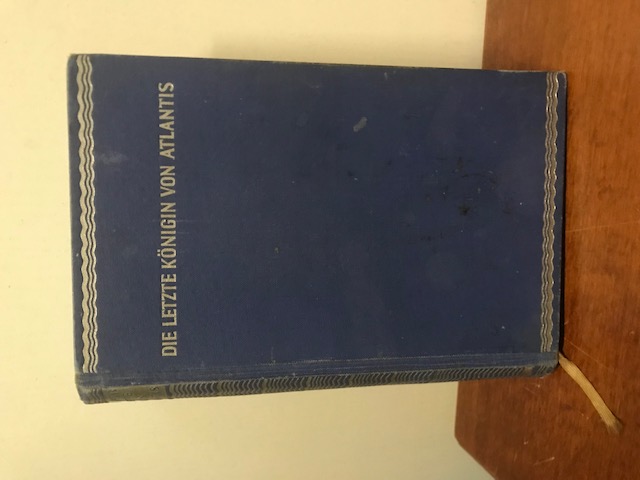 DIE LETZTE KÖNIGIN VON ATLANTIS